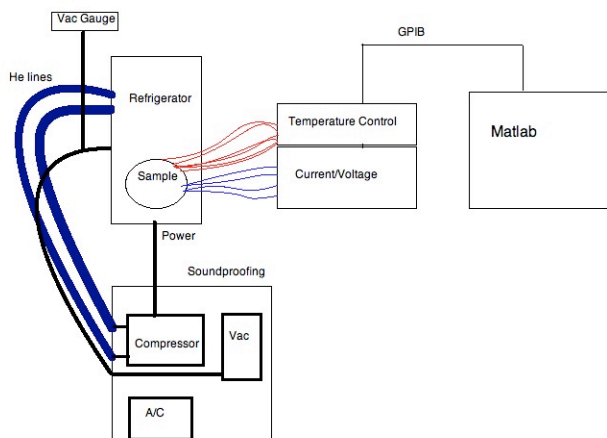 Vac Gauge
GPIB
He lines
Refrigerator
Temperature Control
Matlab
Sample
Current/Voltage
Power
Soundproofing
Compressor
Vac
A/C